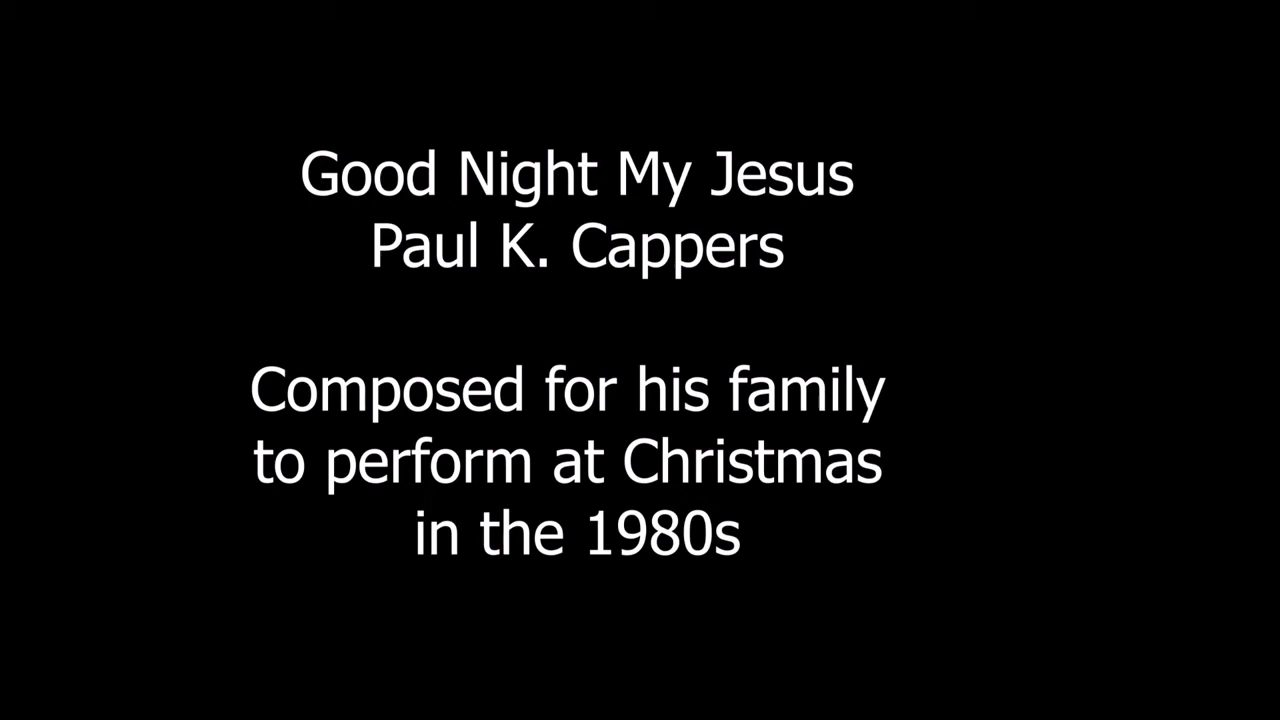 Good Night My Jesus
Paul K. Cappers
Composed for his family
to perform at Christmas
in the 1980s